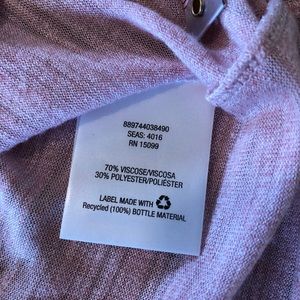 889744038490
SEAS: 4016
RN 15099
70% VISCOSE/VISCOSA
30% POLYESTER/POLIÉSTER
LABEL MADE WITH
Recycled (100%) BOTTLE MATERIAL